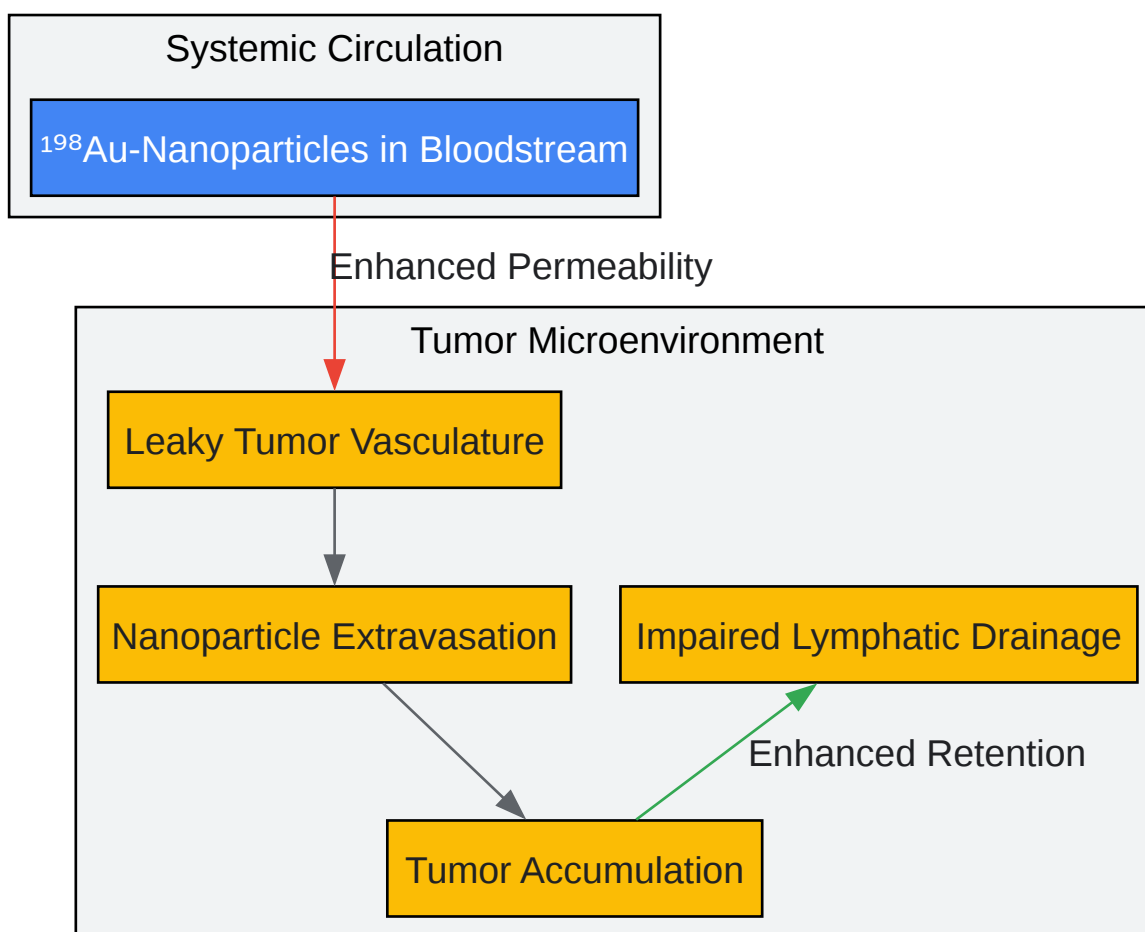 Systemic Circulation
¹⁹⁸Au-Nanoparticles in Bloodstream
Enhanced Permeability
Tumor Microenvironment
Leaky Tumor Vasculature
Nanoparticle Extravasation
Impaired Lymphatic Drainage
Enhanced Retention
Tumor Accumulation